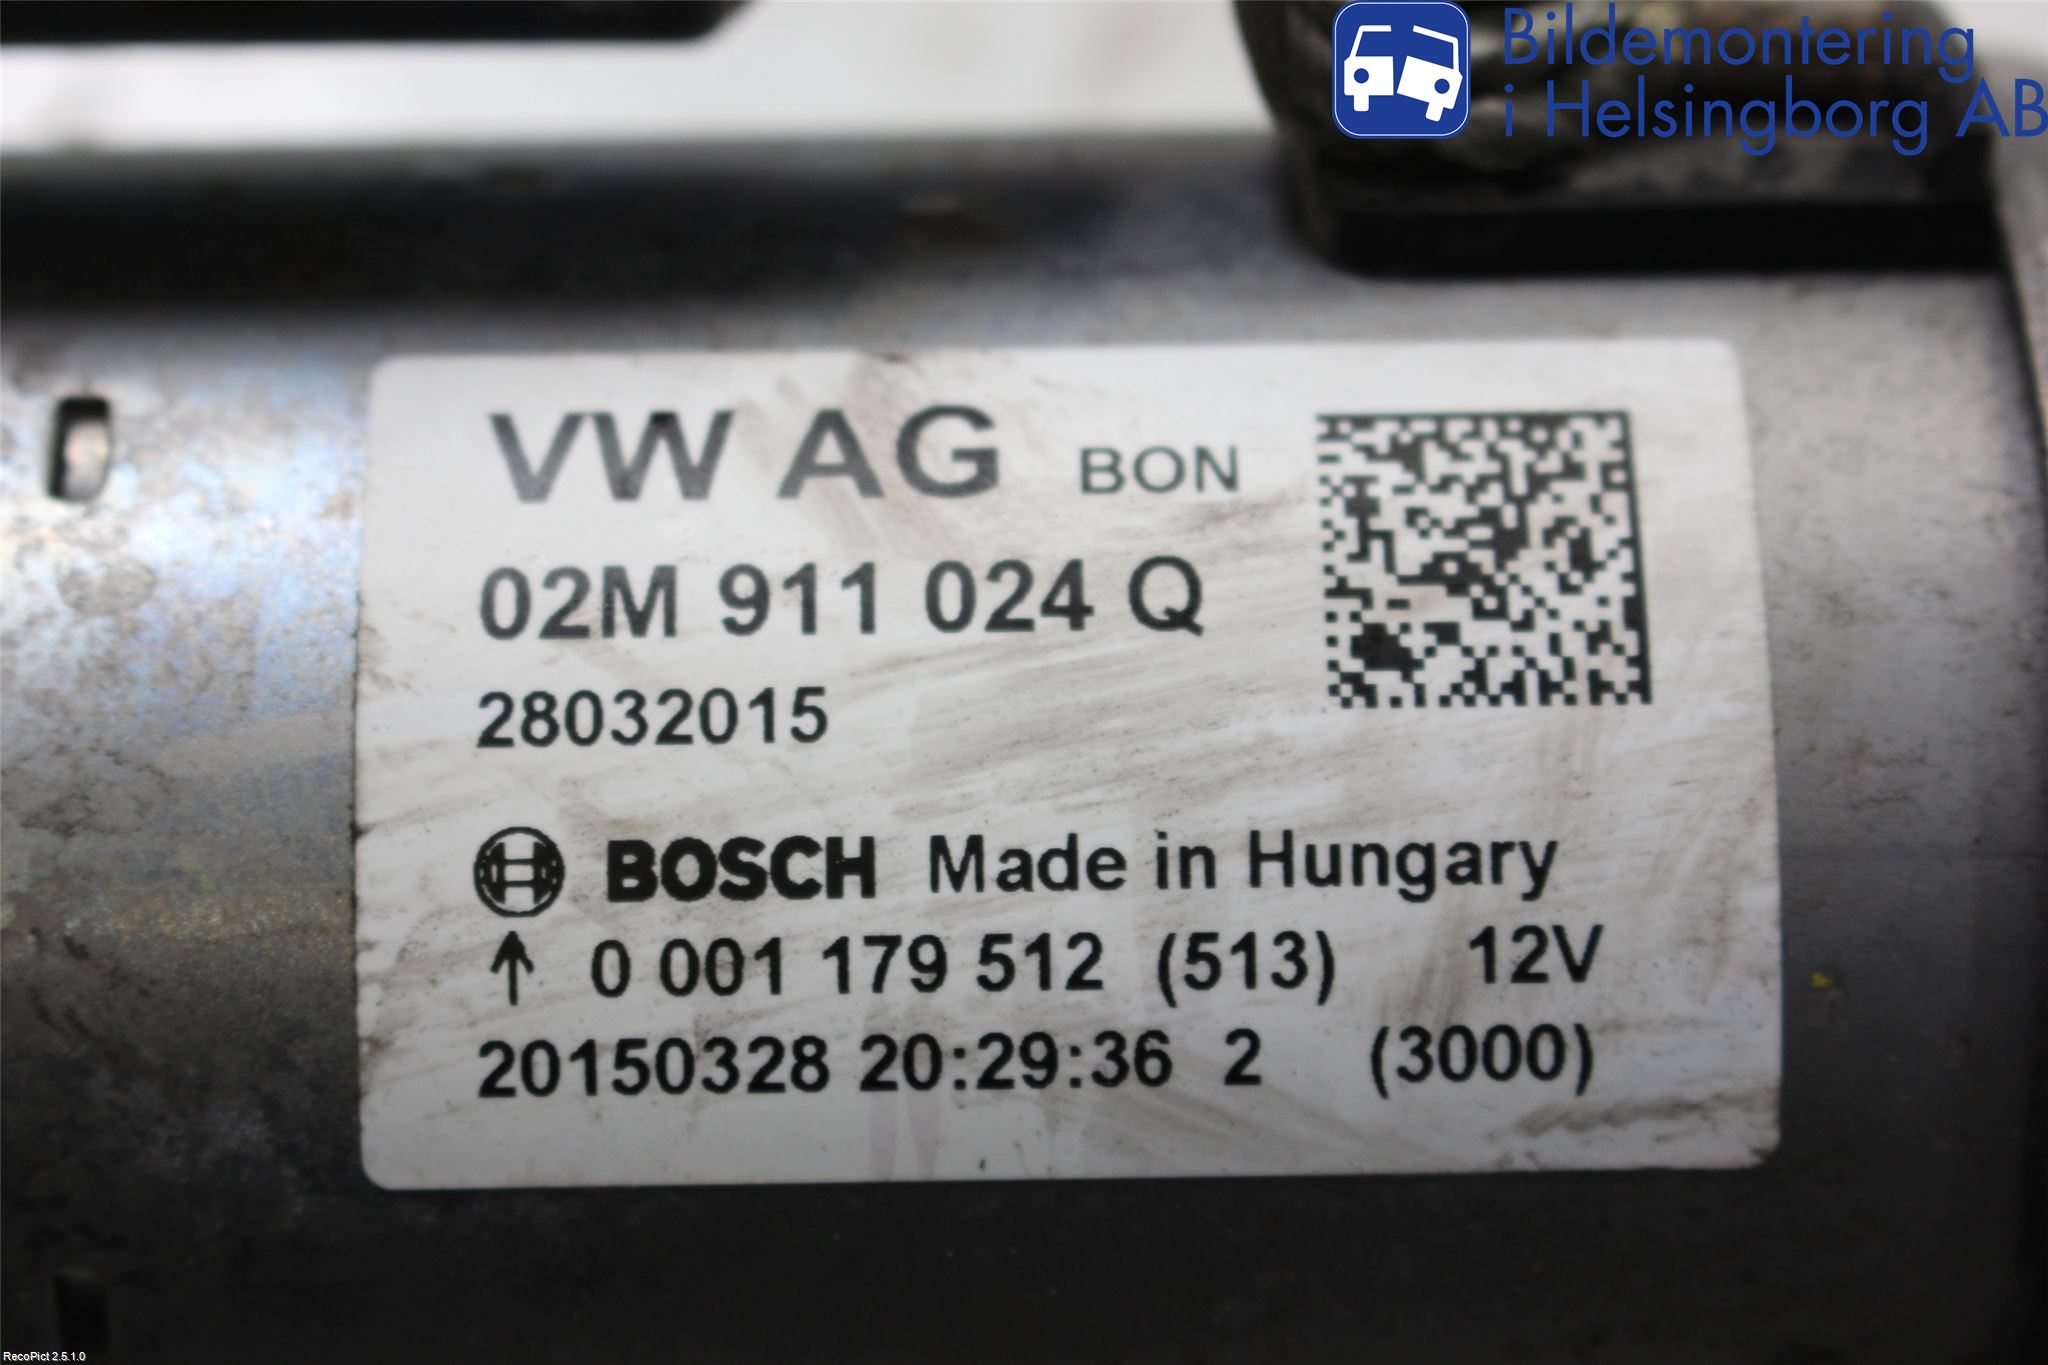 Bildemontering
i Helsingborg AB
VW AG BON
02M 911 024 Q
28032015
BOSCH Made in Hungary
↑ 0 001 179 512 (513) 12V
20150328 20:29:36 2 (3000)
RecoPict 2.5.1.0